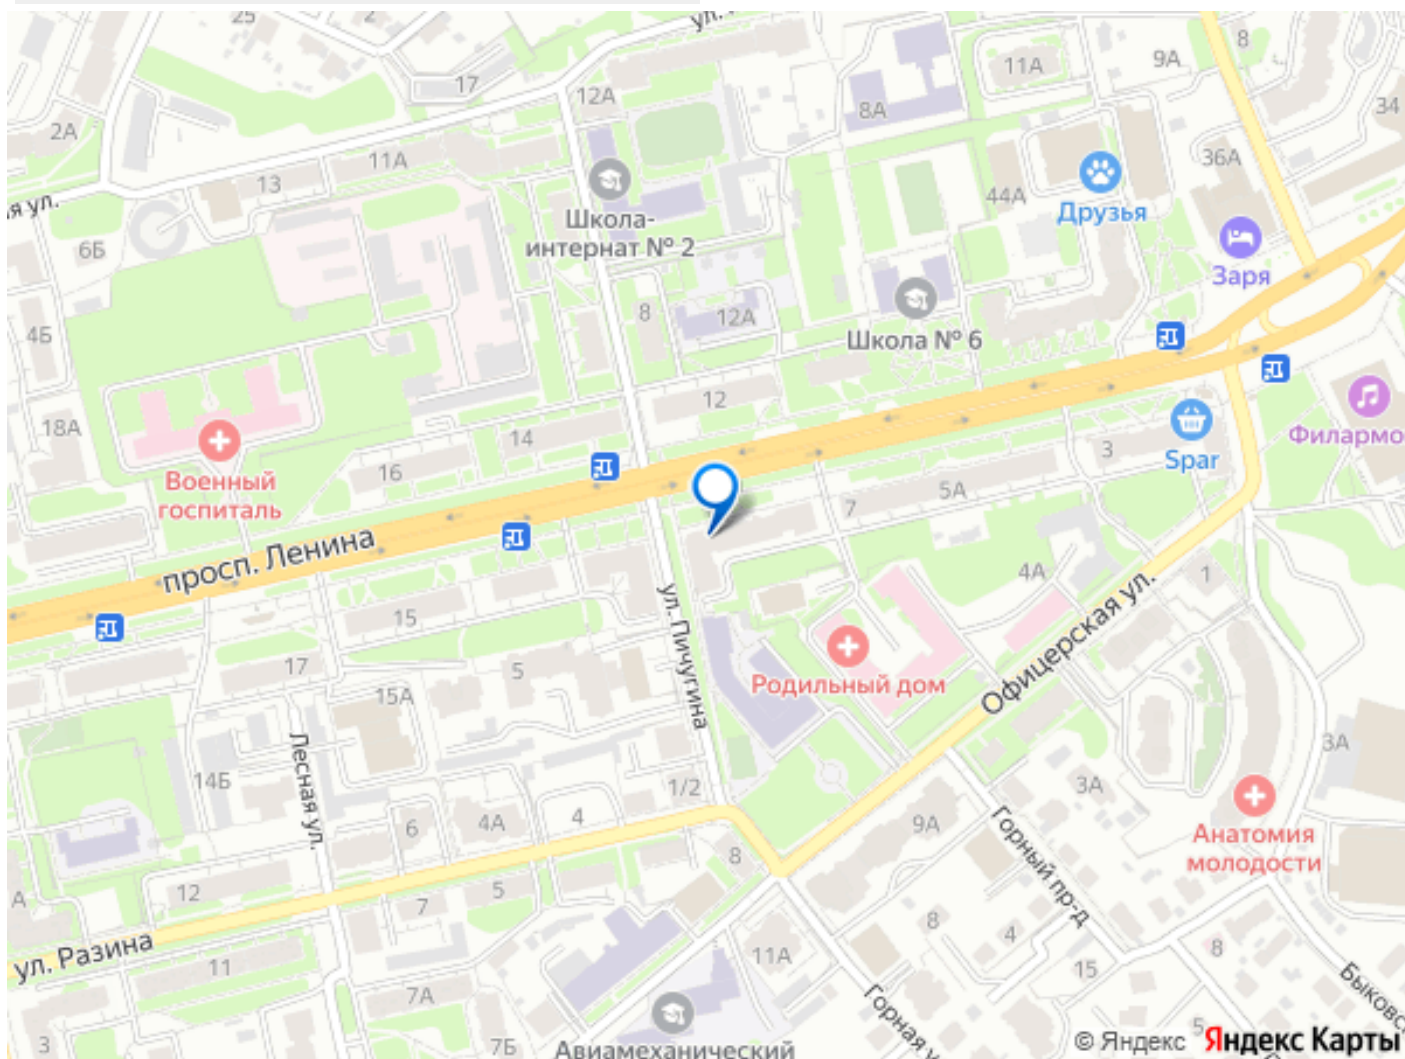 17
2
12А
11А
9А
8
2А
8А
34
11А
13
36А
ая ул.
44А
Друзья
6Б
Школа-
интернат № 2
Заря
4Б
8
12А
Школа № 6
18А
12
14
16
3
Spar
Филармо
Военный
госпиталь
5А
7
просп. Ленина
ул. Пичугина
4А
1
15
Офицерская ул.
17
5
Родильный дом
15А
14Б
Лесная ул.
1/2
3А
3А
6
4А
4
9А
Горный пр-д
Анатомия
молодости
8
А
12
5
7
8
4
ул. Разина
11
11А
15
8
7А
Горная у
Быковс
3
7Б
Авиамеханический
5
© Яндекс Яндекс Карты